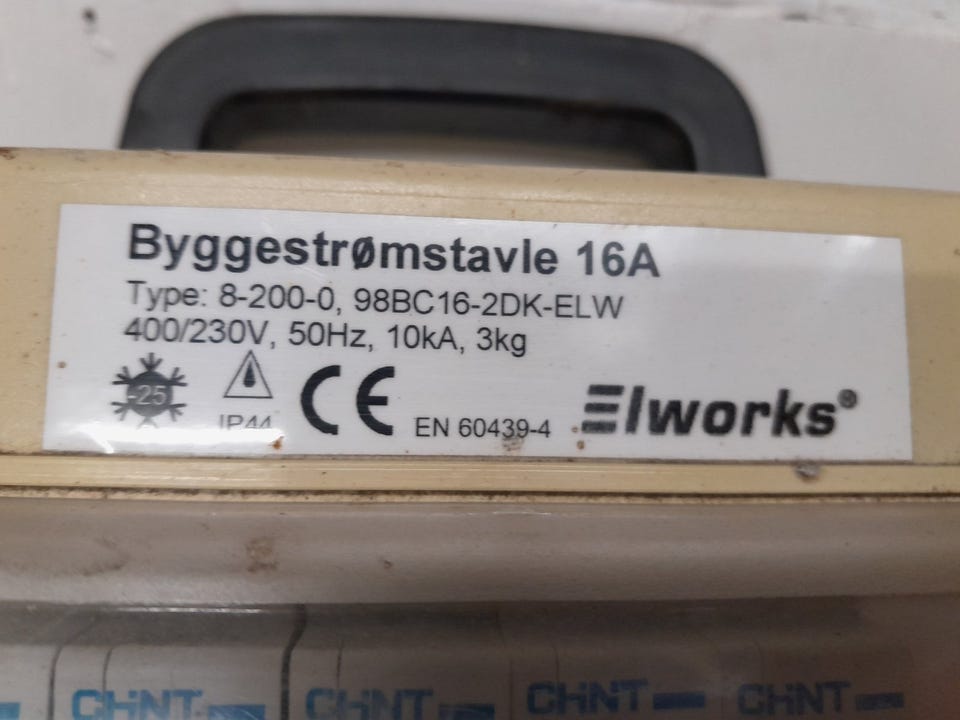 Byggestrømstavle 16A
Type: 8-200-0, 98BC16-2DK-ELW
400/230V, 50Hz, 10kA, 3kg
-25
IP44
CE
EN 60439-4
Elworks®
CHNT CHNT CHNT CHNT